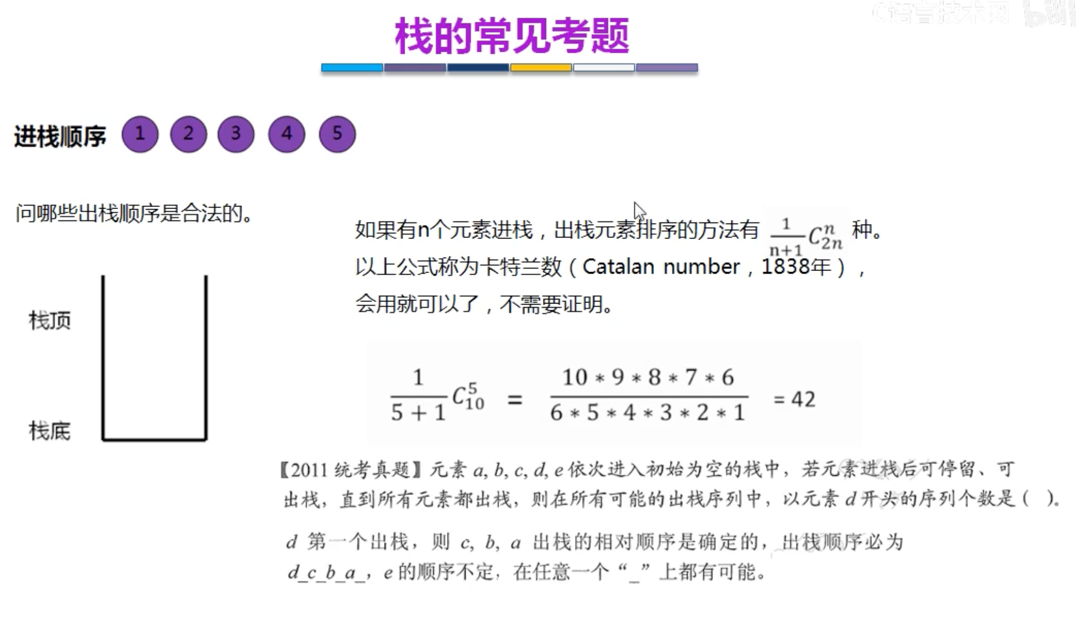 C语言技术网
栈的常见考题
进栈顺序 1 2 3 4 5
问哪些出栈顺序是合法的。
如果有n个元素进栈，出栈元素排序的方法有 1/(n+1) C_{2n}^{n} 种。
以上公式称为卡特兰数（Catalan number，1838年），
会用就可以了，不需要证明。
栈顶
栈底
1/(5 + 1) C_{10}^{5} = (10 * 9 * 8 * 7 * 6)/(6 * 5 * 4 * 3 * 2 * 1) = 42
【2011 统考真题】元素 a, b, c, d, e 依次进入初始为空的栈中，若元素进栈后可停留、可
出栈，直到所有元素都出栈，则在所有可能的出栈序列中，以元素 d 开头的序列个数是（ ）。
d 第一个出栈，则 c, b, a 出栈的相对顺序是确定的，出栈顺序必为
d_c_b_a_，e 的顺序不定，在任意一个“_”上都有可能。